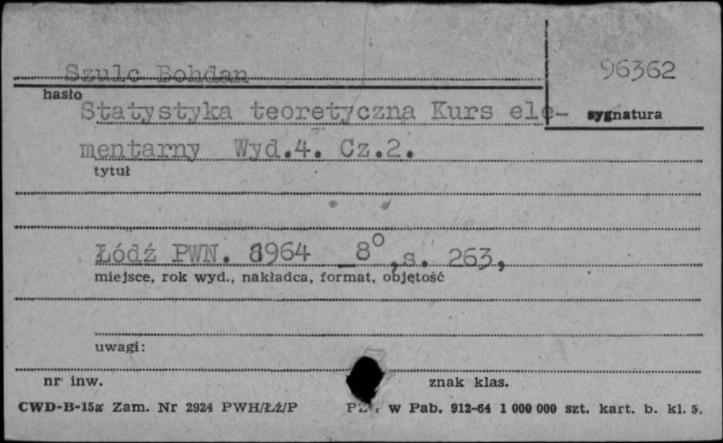 Szulc Bohdan
96362
hasło
Statystyka teoretyczna Kurs ele-
sygnatura
mentarny Wyd.4. Cz.2.
tytuł
Łódź PWN. 1964 8°, s. 263,
miejsce, rok wyd., nakładca, format, objętość
uwagi:
nr inw.
znak klas.
CWD-B-15a Zam. Nr 2924 PWH/Łź/P
w Pab. 912-64 1 000 000 szt. kart. b. kl. 5.